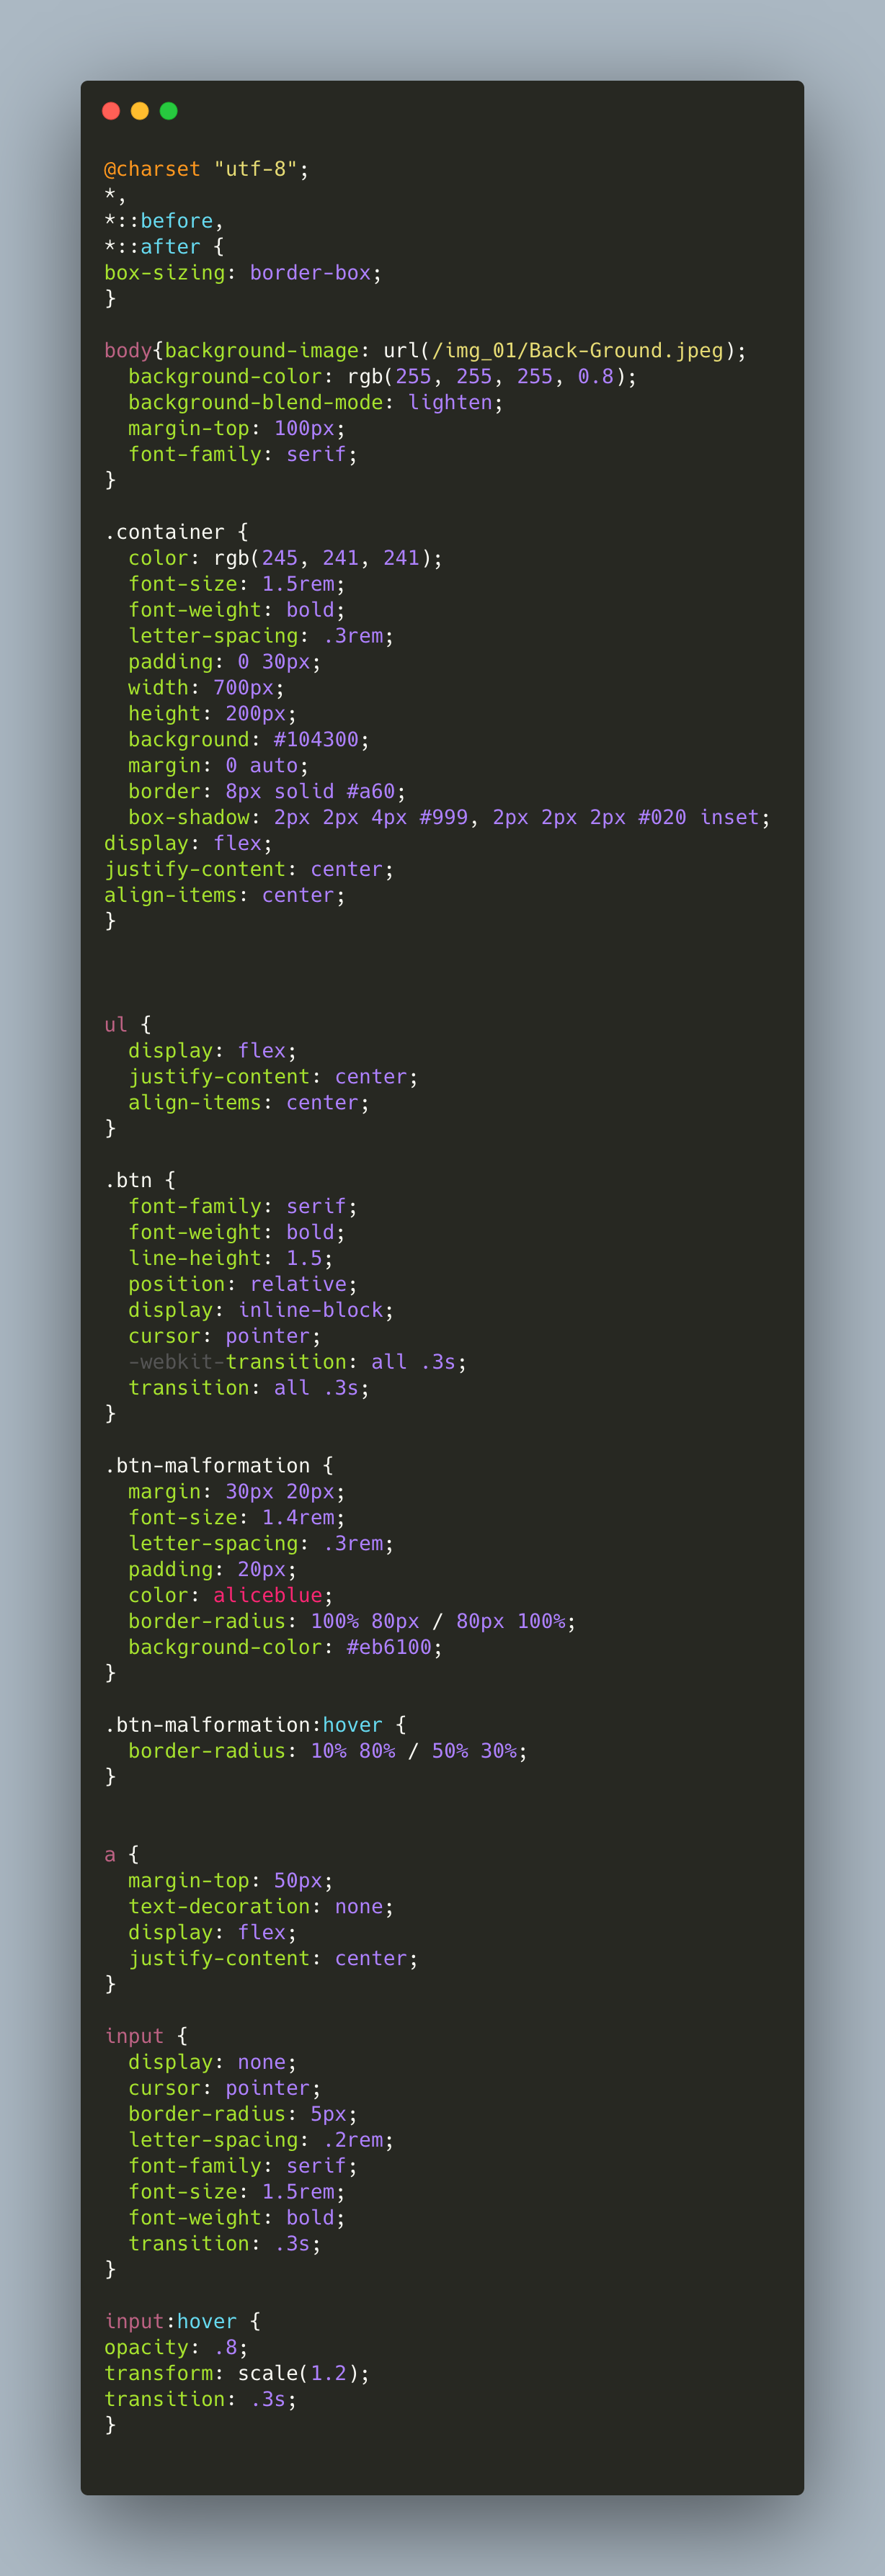 @charset "utf-8";
*,
*::before,
*::after {
box-sizing: border-box;
}

body{background-image: url(/img_01/Back-Ground.jpeg);
  background-color: rgb(255, 255, 255, 0.8);
  background-blend-mode: lighten;
  margin-top: 100px;
  font-family: serif;
}

.container {
  color: rgb(245, 241, 241);
  font-size: 1.5rem;
  font-weight: bold;
  letter-spacing: .3rem;
  padding: 0 30px;
  width: 700px;
  height: 200px;
  background: #104300;
  margin: 0 auto;
  border: 8px solid #a60;
  box-shadow: 2px 2px 4px #999, 2px 2px 2px #020 inset;
display: flex;
justify-content: center;
align-items: center;
}



ul {
  display: flex;
  justify-content: center;
  align-items: center;
}

.btn {
  font-family: serif;
  font-weight: bold;
  line-height: 1.5;
  position: relative;
  display: inline-block;
  cursor: pointer;
  -webkit-transition: all .3s;
  transition: all .3s;
}

.btn-malformation {
  margin: 30px 20px;
  font-size: 1.4rem;
  letter-spacing: .3rem;
  padding: 20px;
  color: aliceblue;
  border-radius: 100% 80px / 80px 100%;
  background-color: #eb6100;
}

.btn-malformation:hover {
  border-radius: 10% 80% / 50% 30%;
}


a {
  margin-top: 50px;
  text-decoration: none;
  display: flex;
  justify-content: center;
}

input {
  display: none;
  cursor: pointer;
  border-radius: 5px;
  letter-spacing: .2rem;
  font-family: serif;
  font-size: 1.5rem;
  font-weight: bold;
  transition: .3s;
}

input:hover {
opacity: .8;
transform: scale(1.2);
transition: .3s;
}